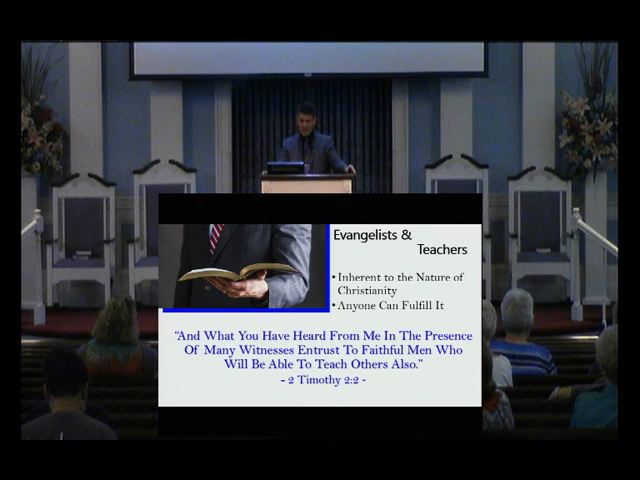 Evangelists &
Teachers
• Inherent to the Nature of
Christianity
• Anyone Can Fulfill It
“And What You Have Heard From Me In The Presence
Of Many Witnesses Entrust To Faithful Men Who
Will Be Able To Teach Others Also.”
- 2 Timothy 2:2 -